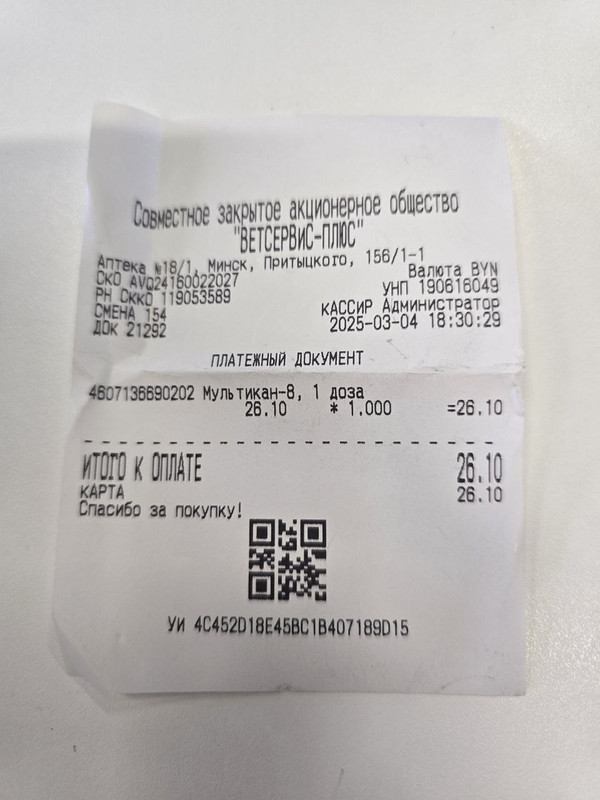 Совместное закрытое акционерное общество
"ВЕТСЕРВИС-ПЛЮС"
Аптека №18/1, Минск, Притыцкого, 156/1-1
СКО AVQ24160022027 Валюта BYN
РН СККО 119053589 УНП 190616049
СМЕНА 154 КАССИР Администратор
ДОК 21292 2025-03-04 18:30:29
ПЛАТЕЖНЫЙ ДОКУМЕНТ
4607136690202 Мультикан-8, 1 доза
26.10 * 1.000 =26.10
ИТОГО К ОПЛАТЕ 26.10
КАРТА 26.10
Спасибо за покупку!
УИ 4C452D18E45BC1B407189D15